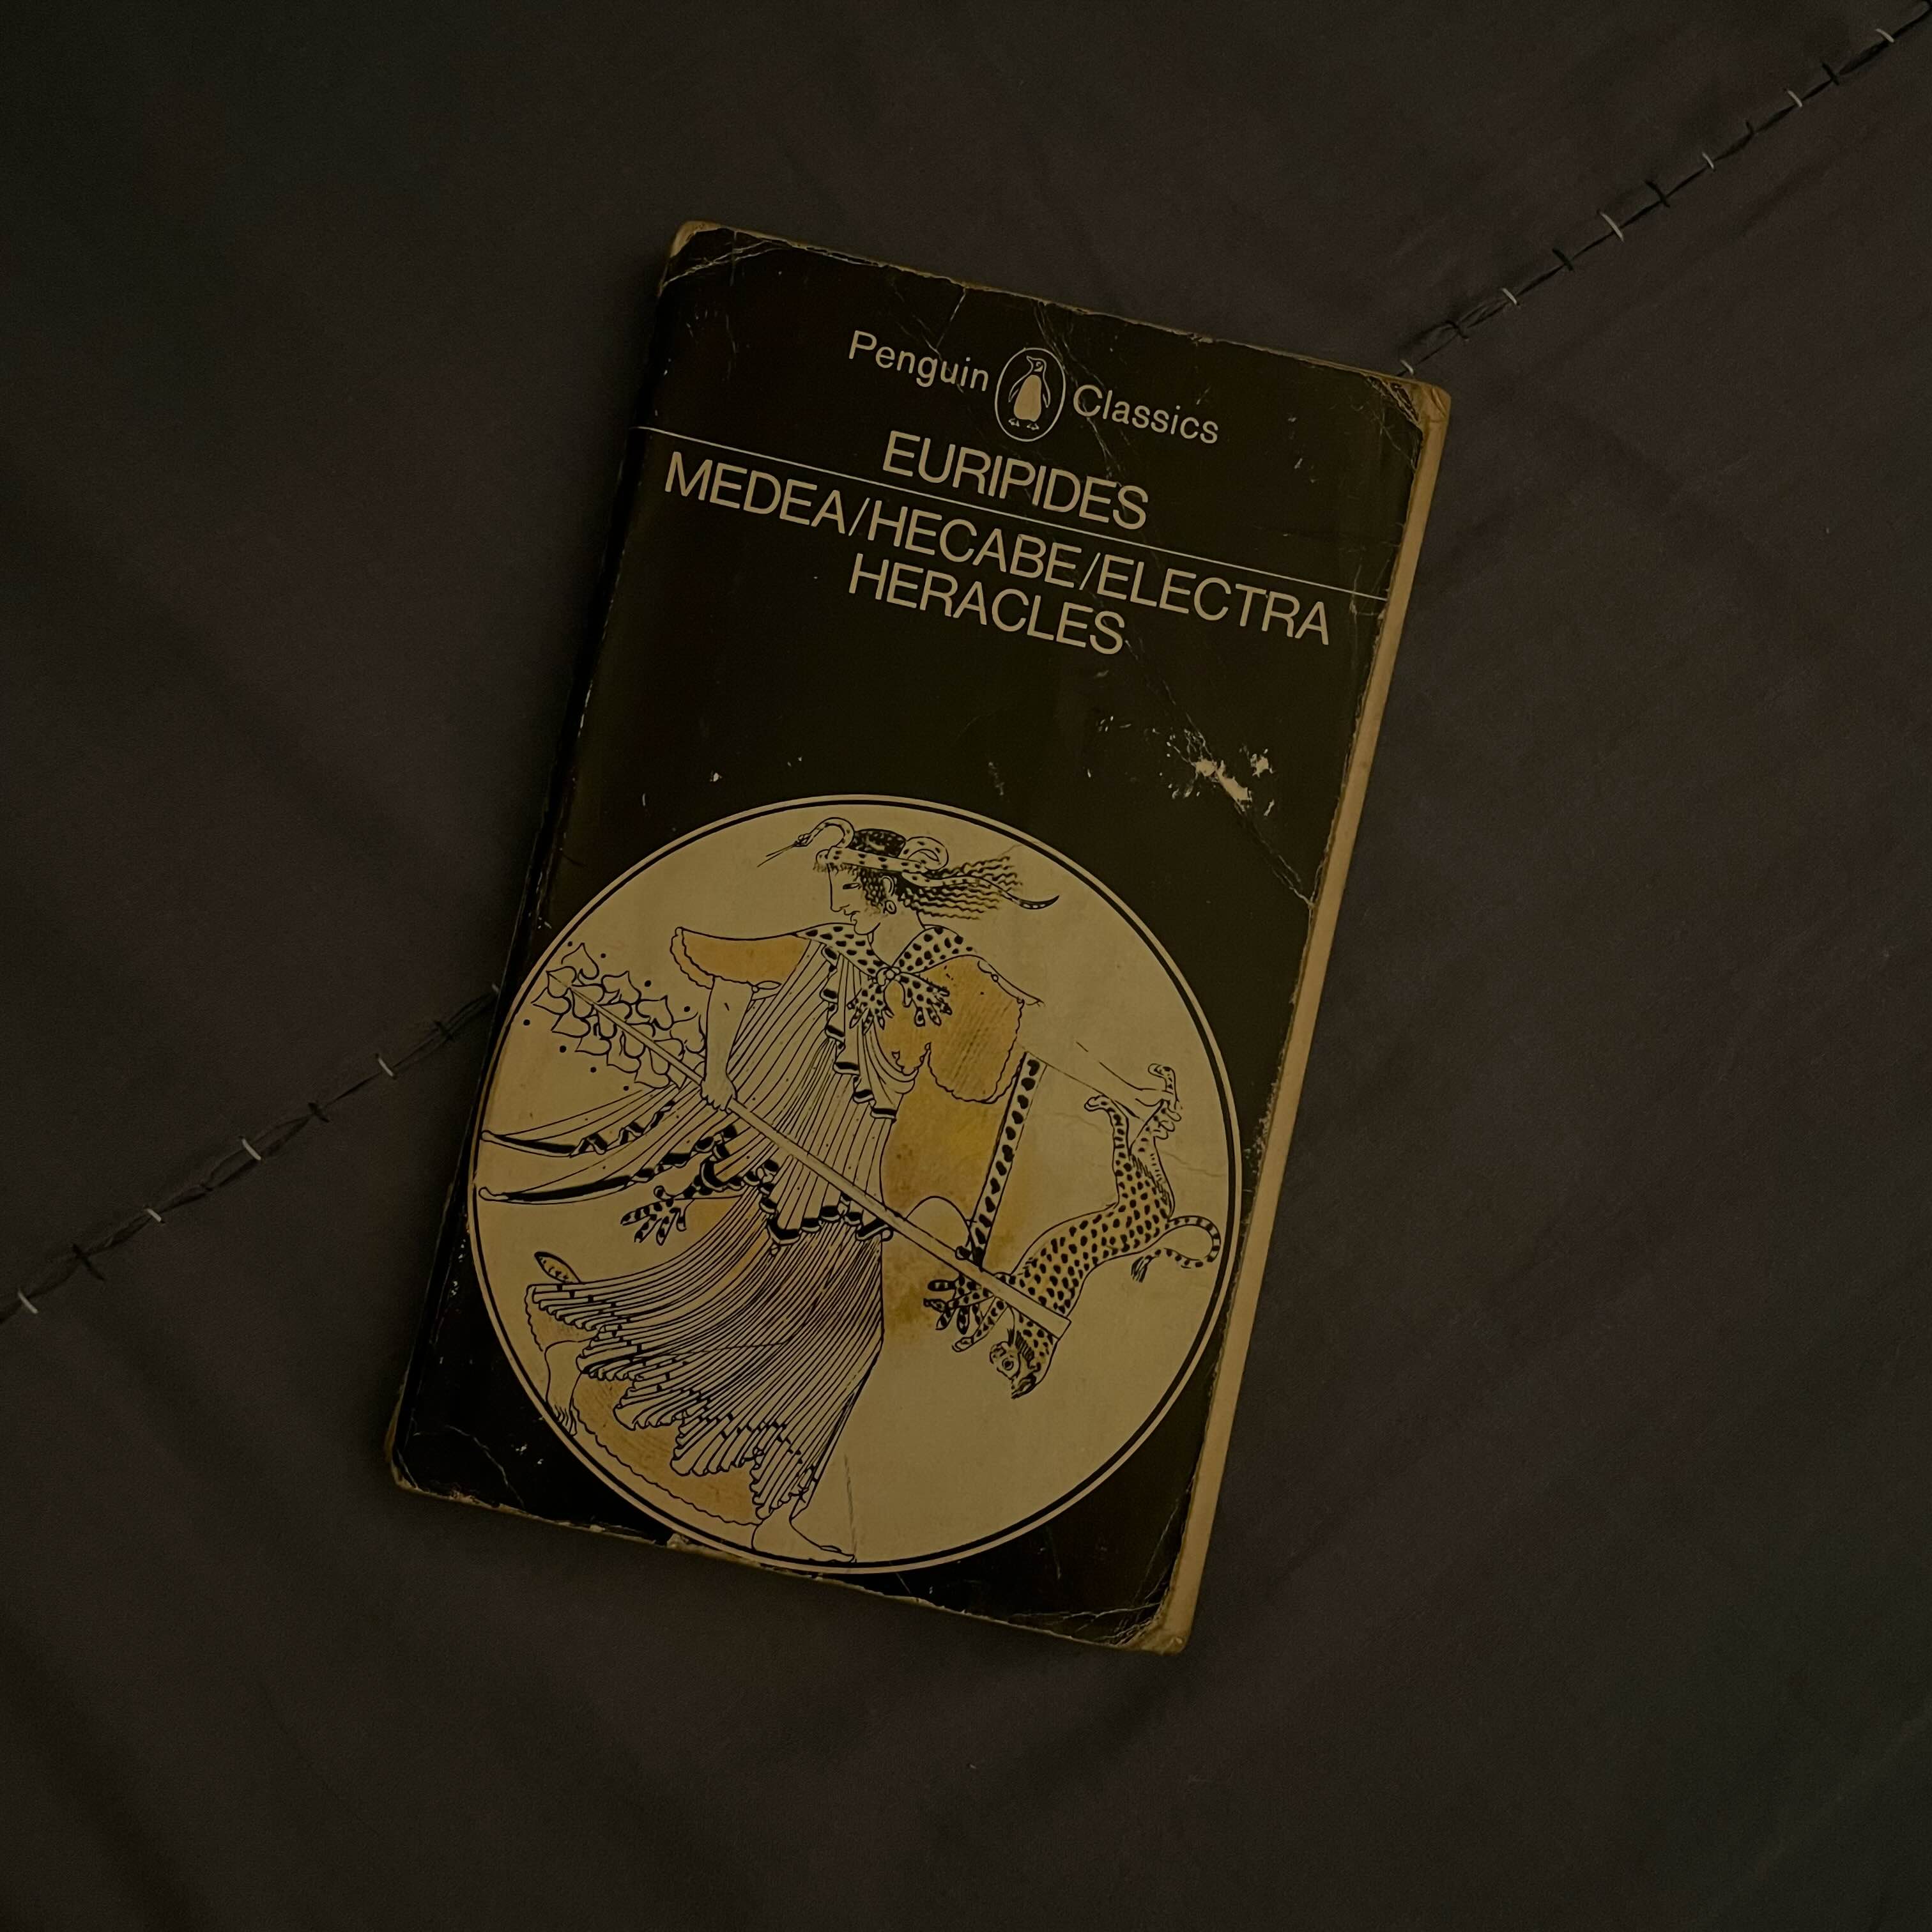 Penguin Classics
EURIPIDES
MEDEA/HECABE/ELECTRA
HERACLES